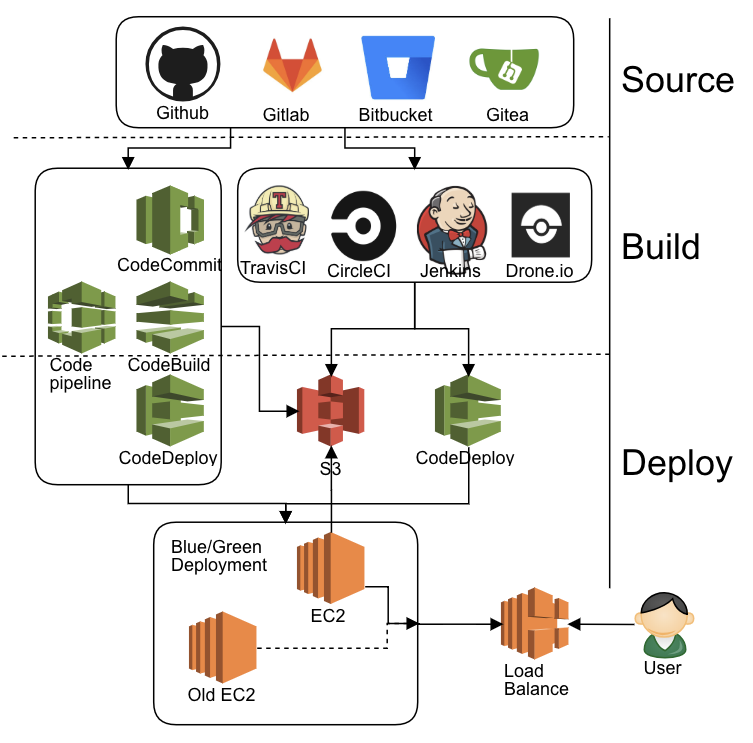 Github
Gitlab
Bitbucket
Gitea
Source
CodeCommit
TravisCI
CircleCI
Jenkins
Drone.io
Build
Code
pipeline
CodeBuild
CodeDeploy
S3
CodeDeploy
Deploy
Blue/Green
Deployment
EC2
Old EC2
Load
Balance
User
T